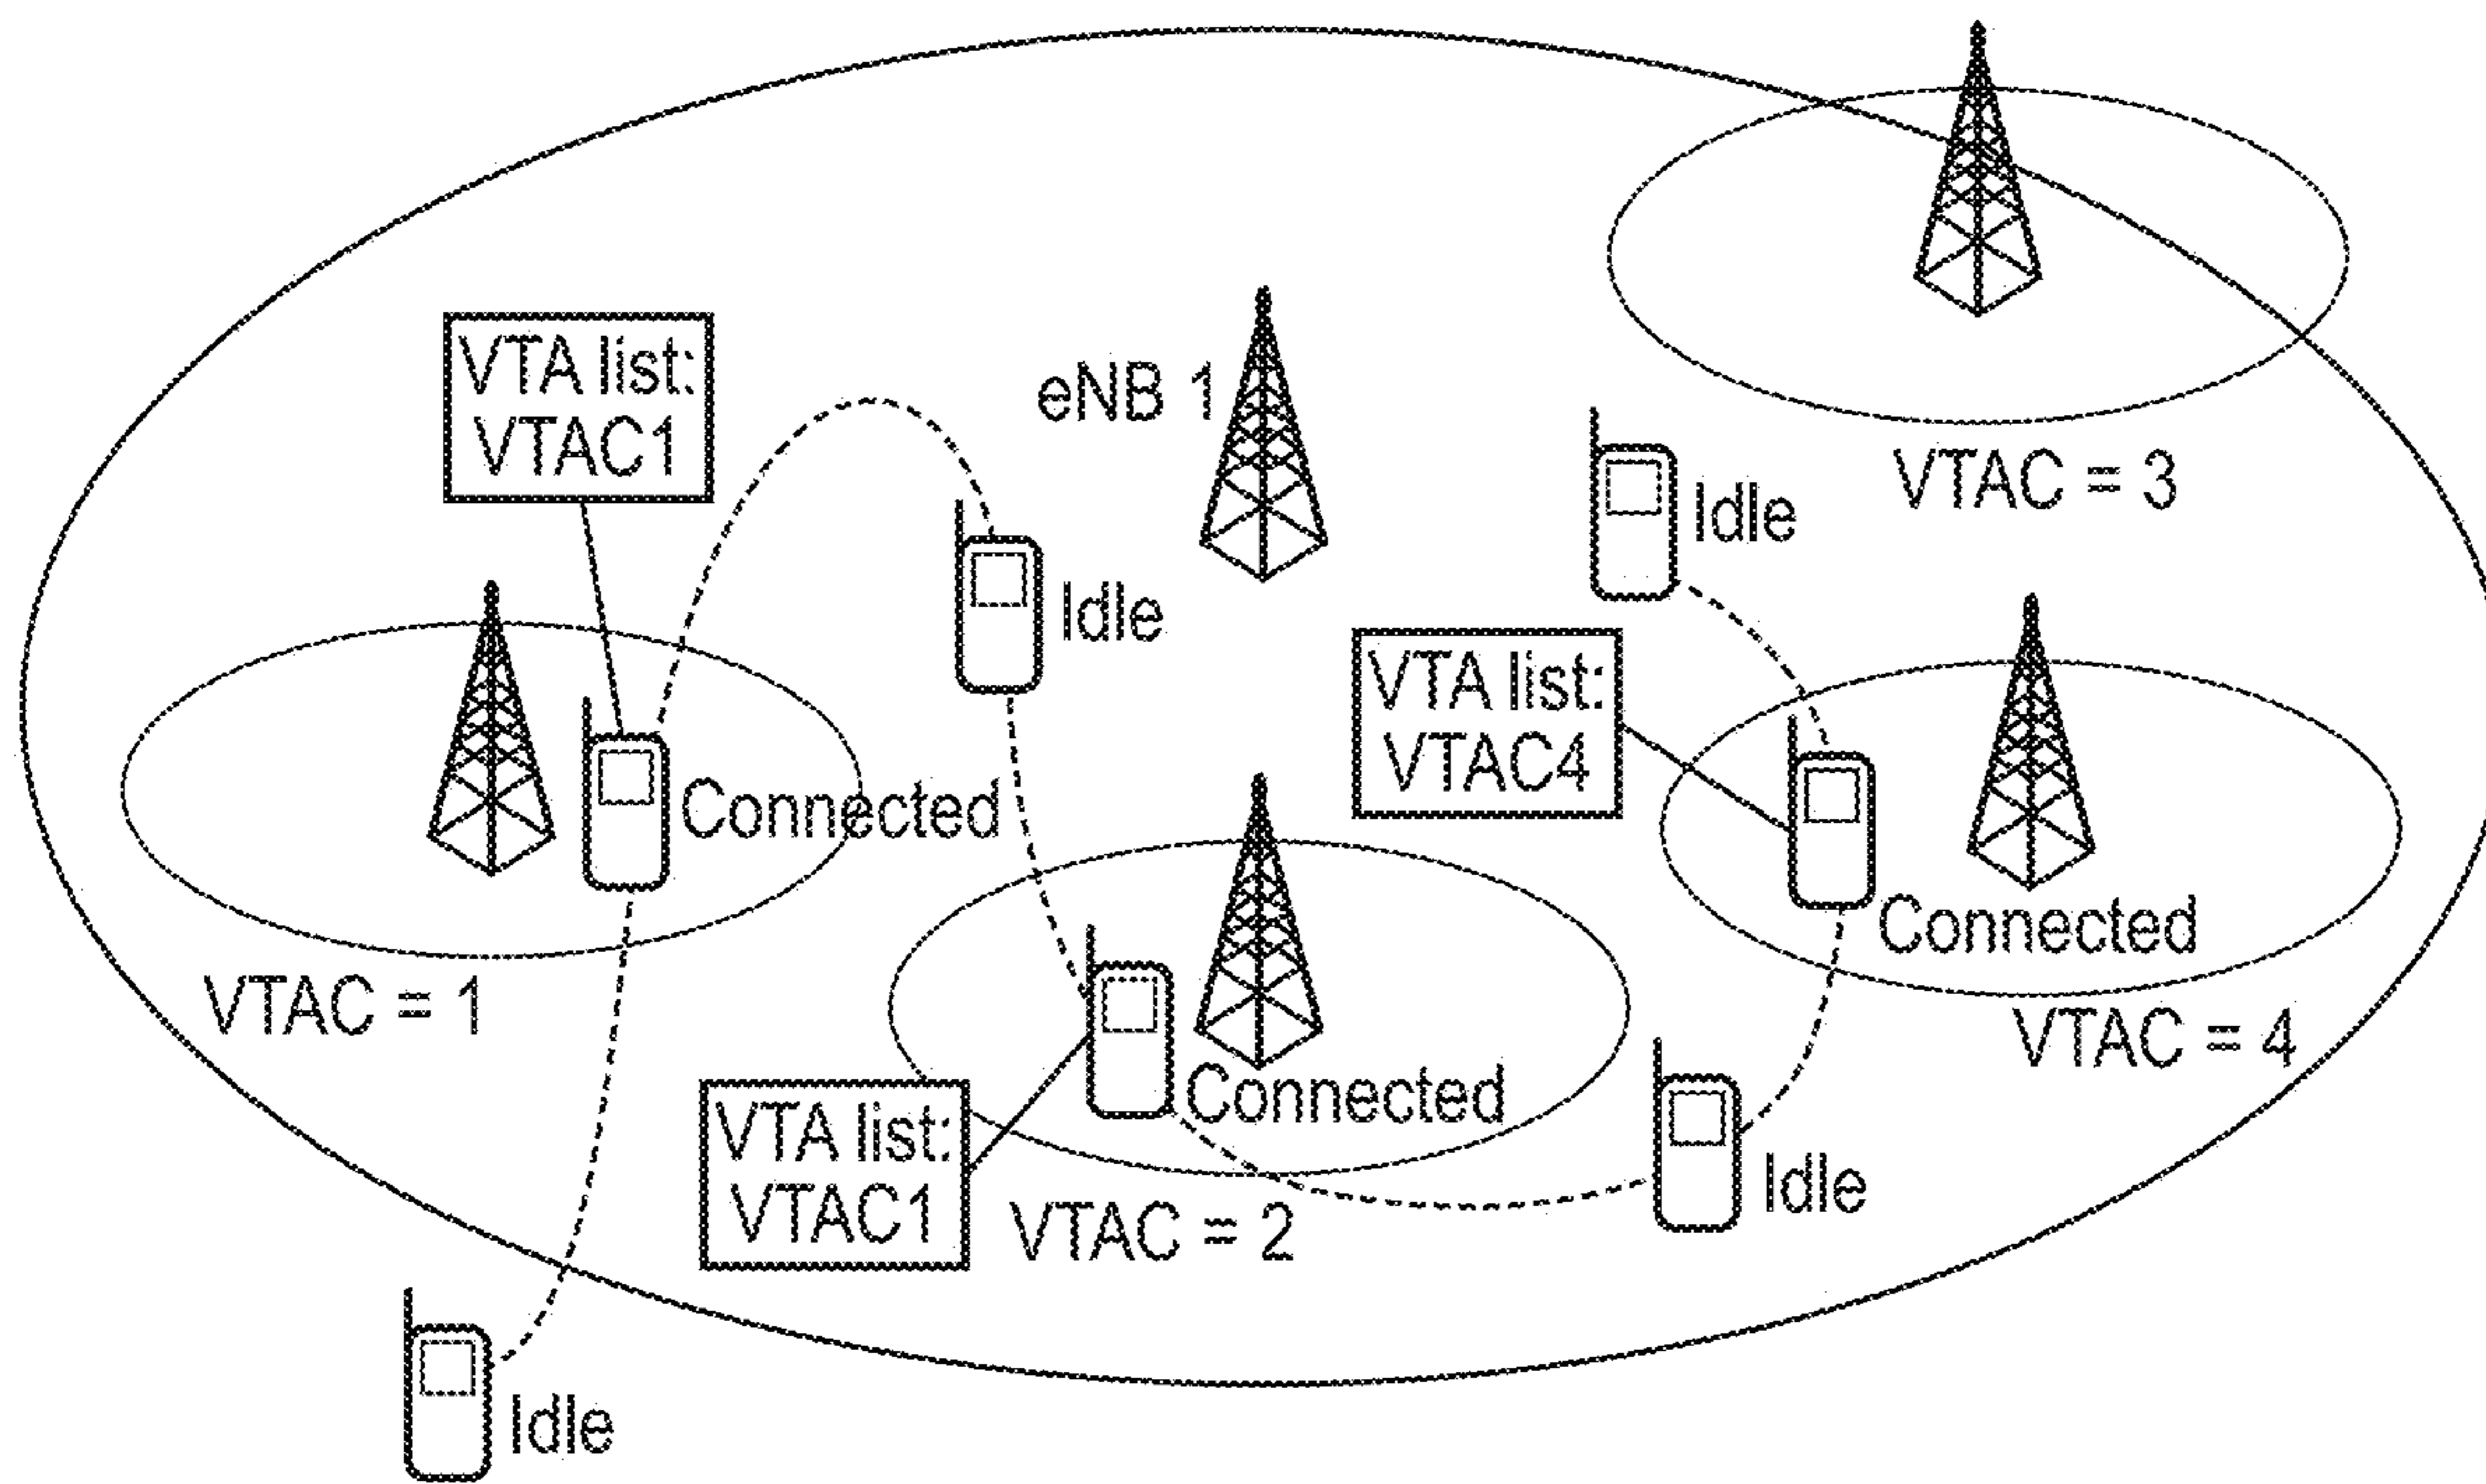 VTA list:
VTAC1
eNB 1
VTAC = 3
Idle
Idle
VTA list:
VTAC4
Connected
Connected
VTAC = 1
VTAC = 4
Connected
VTA list:
VTAC1
VTAC = 2
Idle
Idle